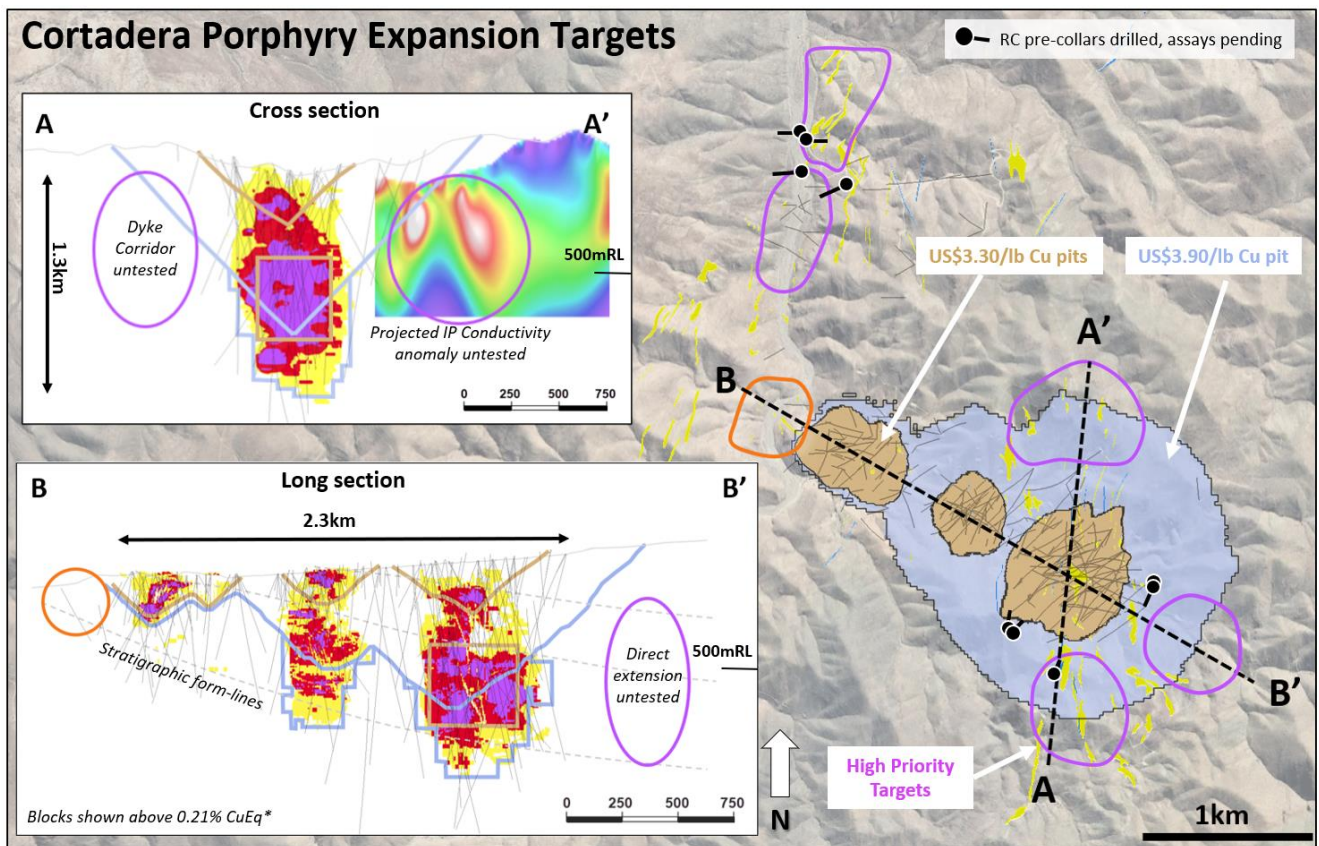 Cortadera Porphyry Expansion Targets
RC pre-collars drilled, assays pending
Cross section
A
A’
Dyke
Corridor
untested
1.3km
500mRL
Projected IP Conductivity
anomaly untested
0 250 500 750
US$3.30/lb Cu pits
US$3.90/lb Cu pit
A’
B
B’
A
High Priority
Targets
N
1km
Long section
B
B’
2.3km
Stratigraphic form-lines
Direct
extension
untested
500mRL
Blocks shown above 0.21% CuEq*
0 250 500 750